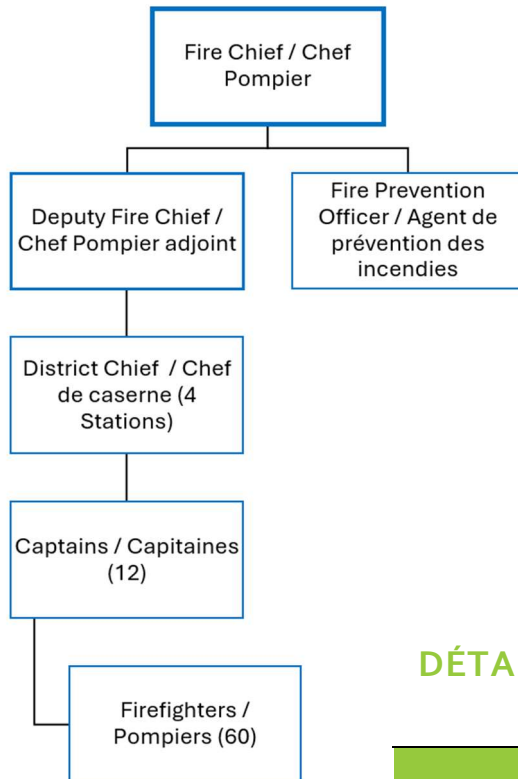 Fire Chief / Chef
Pompier
Deputy Fire Chief /
Chef Pompier adjoint
Fire Prevention
Officer / Agent de
prévention des
incendies
District Chief / Chef
de caserne (4
Stations)
Captains / Capitaines
(12)
Firefighters /
Pompiers (60)
DÉTA